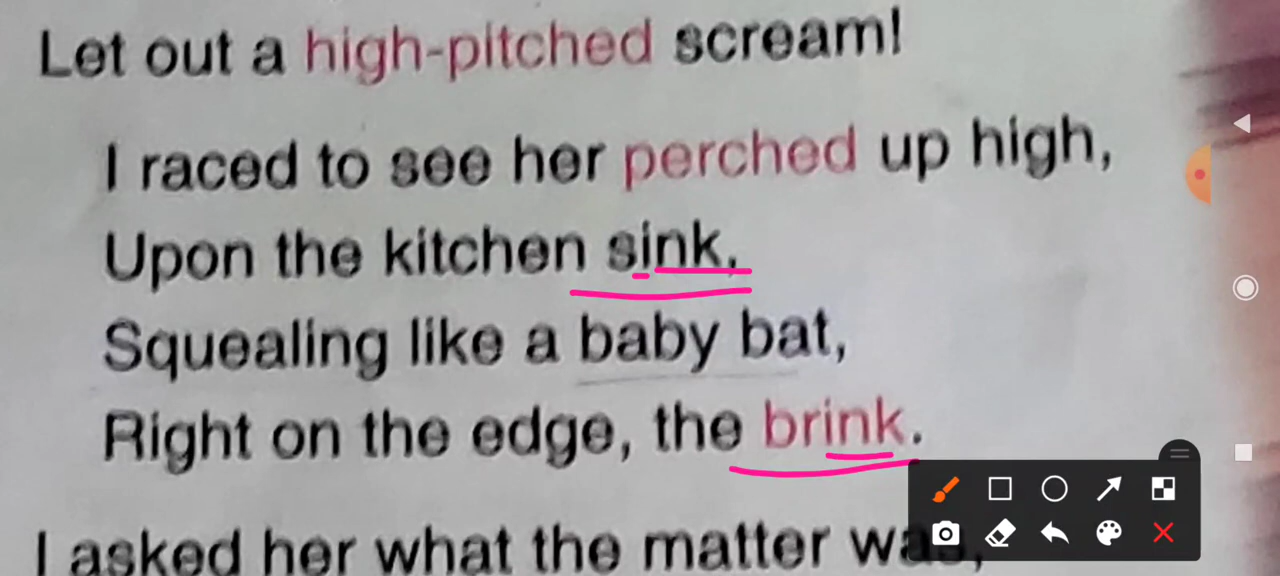 Let out a high-pitched scream!
I raced to see her perched up high,
Upon the kitchen sink,
Squealing like a baby bat,
Right on the edge, the brink.
I asked her what the matter was,